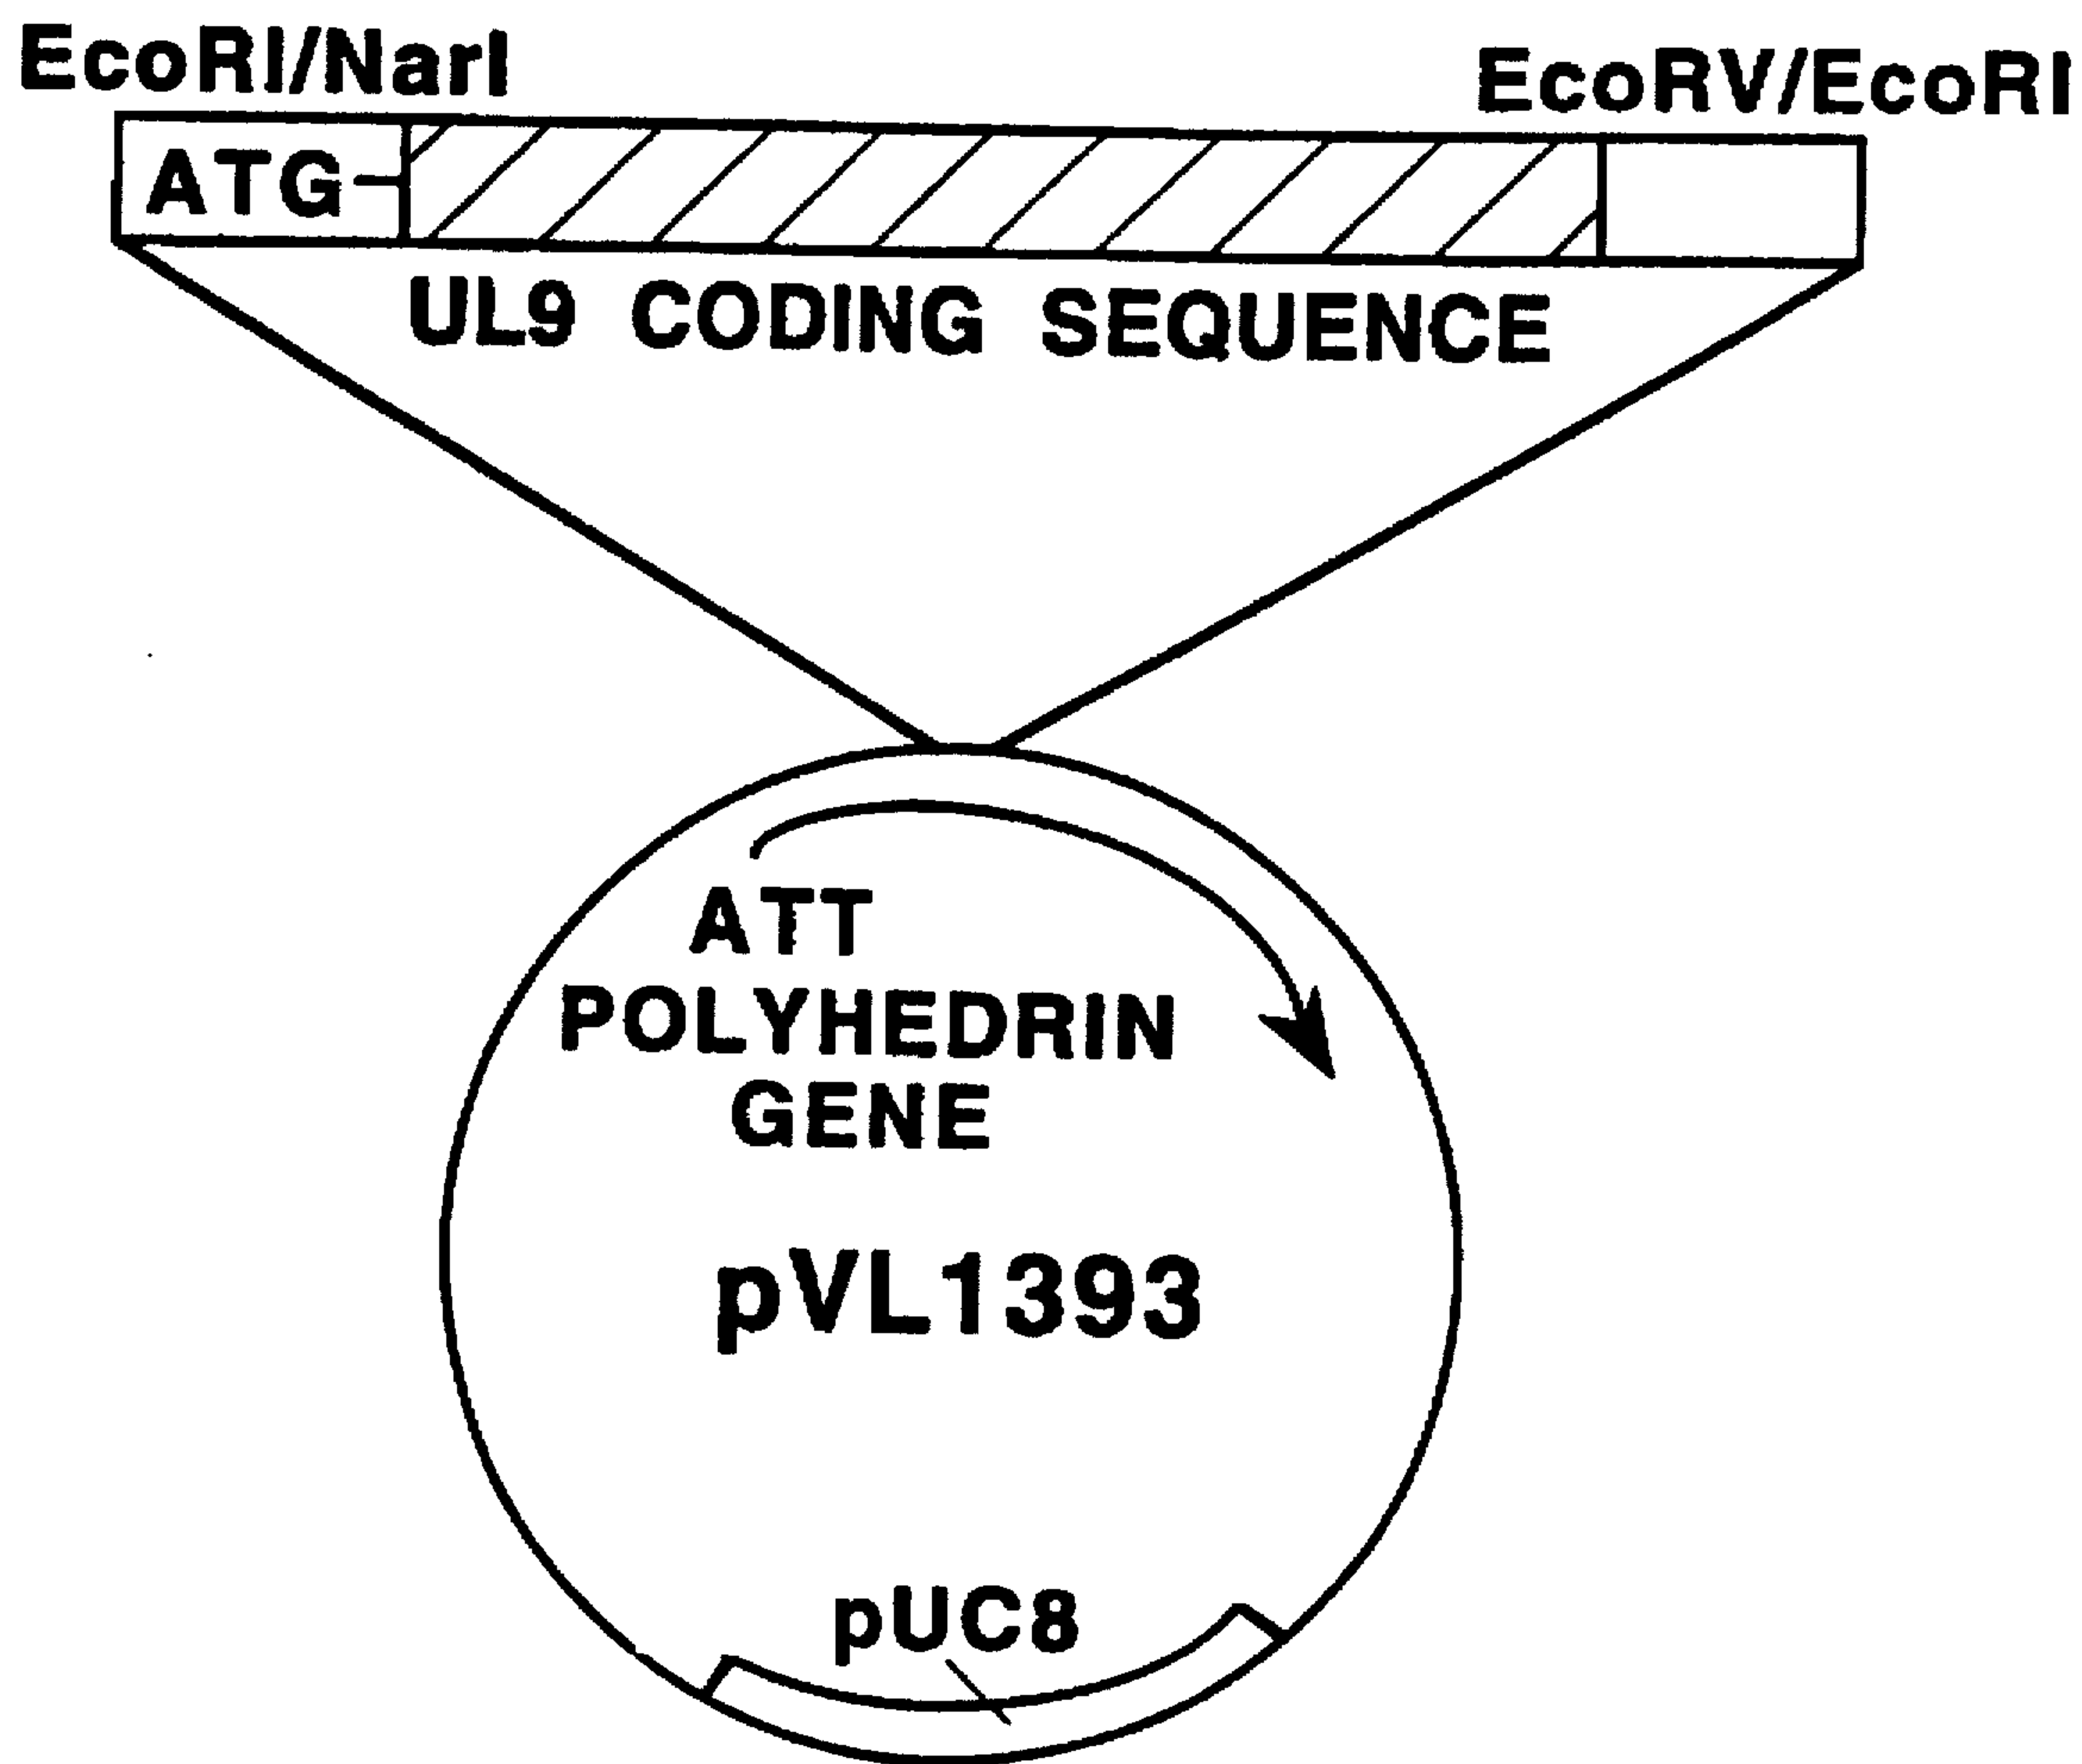 EcoRI/NarI
EcoRV/EcoRI
ATG
UL9 CODING SEQUENCE
ATT
POLYHEDRIN
GENE
pVL1393
pUC8